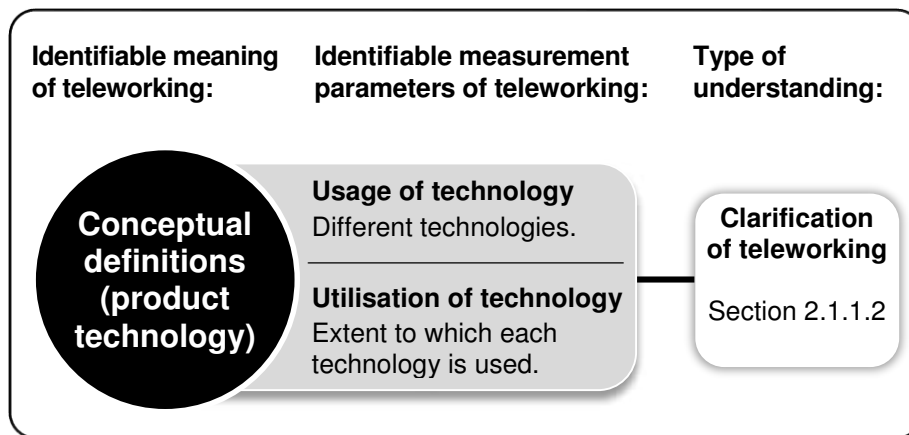 Identifiable meaning
of teleworking:
Identifiable measurement
parameters of teleworking:
Type of
understanding:
Conceptual
definitions
(product
technology)
Usage of technology
Different technologies.
Utilisation of technology
Extent to which each
technology is used.
Clarification
of teleworking
Section 2.1.1.2